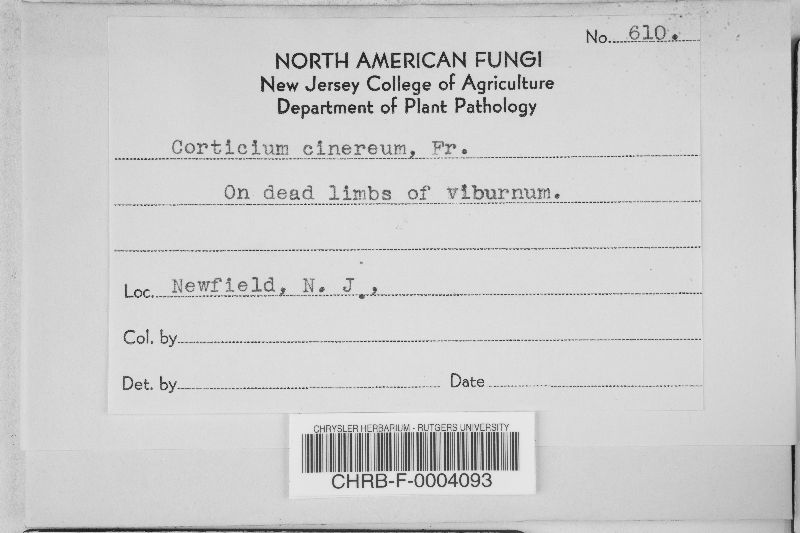 No. 610.
NORTH AMERICAN FUNGI
New Jersey College of Agriculture
Department of Plant Pathology
Corticium cinereum, Fr.
On dead limbs of viburnum.
Loc. Newfield, N. J.,
Col. by
Det. by Date
CHRYSLER HERBARIUM - RUTGERS UNIVERSITY
CHRB-F-0004093